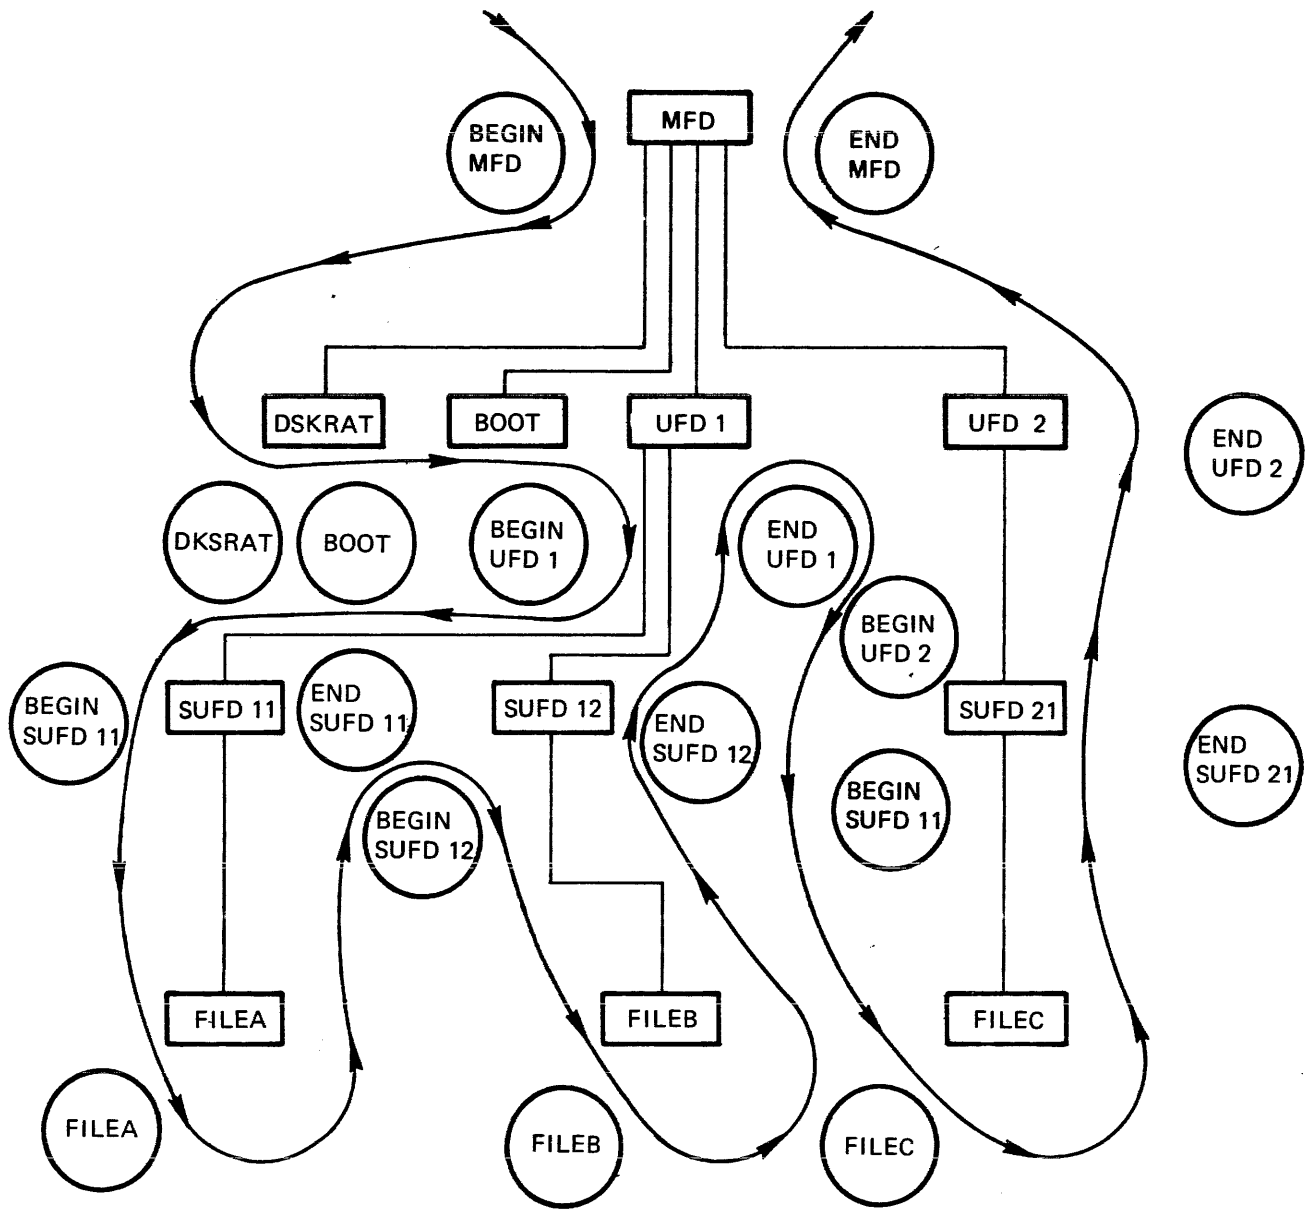 BEGIN
MFD
MFD
END
MFD
DSKRAT
BOOT
UFD 1
UFD 2
END
UFD 2
DKSRAT
BOOT
BEGIN
UFD 1
END
UFD 1
BEGIN
UFD 2
BEGIN
SUFD 11
SUFD 11
END
SUFD 11
SUFD 12
END
SUFD 12
SUFD 21
END
SUFD 21
BEGIN
SUFD 12
BEGIN
SUFD 11
FILEA
FILEB
FILEC
FILEA
FILEB
FILEC